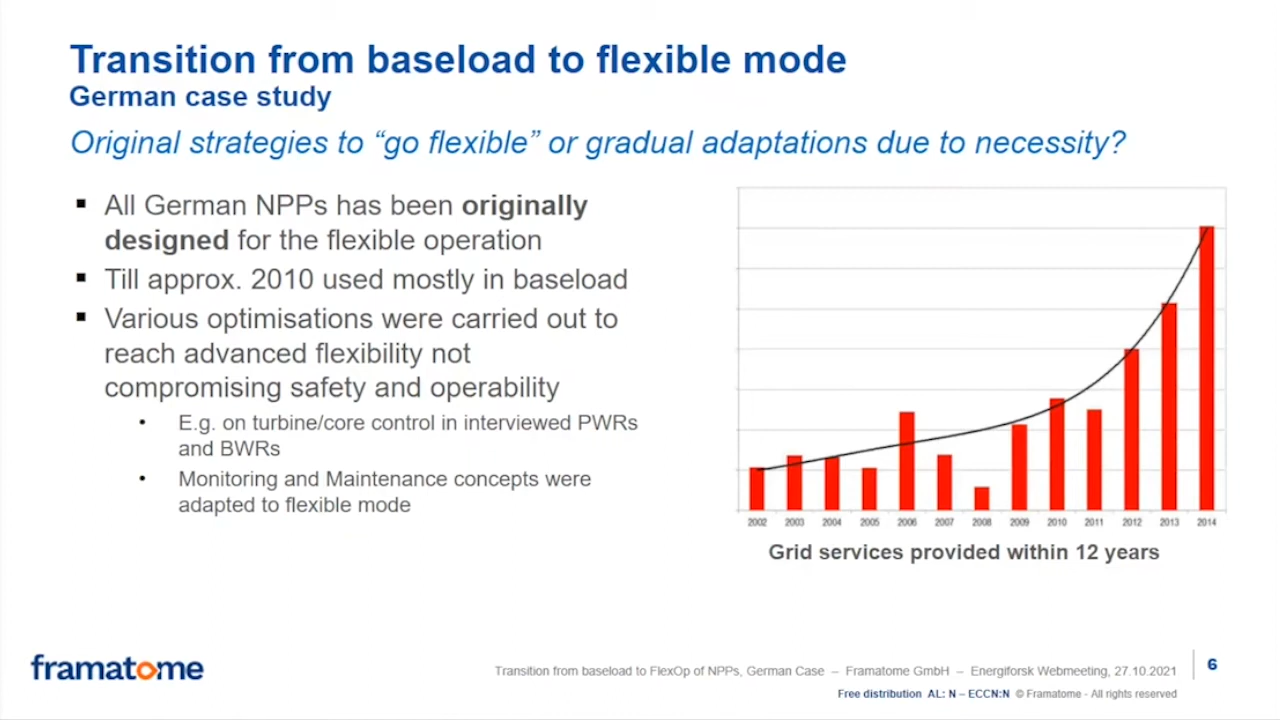 Transition from baseload to flexible mode
German case study
Original strategies to “go flexible” or gradual adaptations due to necessity?
▪ All German NPPs has been originally
designed for the flexible operation
▪ Till approx. 2010 used mostly in baseload
▪ Various optimisations were carried out to
reach advanced flexibility not
compromising safety and operability
• E.g. on turbine/core control in interviewed PWRs
and BWRs
• Monitoring and Maintenance concepts were
adapted to flexible mode
2002 2003 2004 2005 2006 2007 2008 2009 2010 2011 2012 2013 2014
Grid services provided within 12 years
framatome
Transition from baseload to FlexOp of NPPs, German Case – Framatome GmbH – Energiforsk Webmeeting, 27.10.2021
6
Free distribution AL: N – ECCN:N © Framatome - All rights reserved